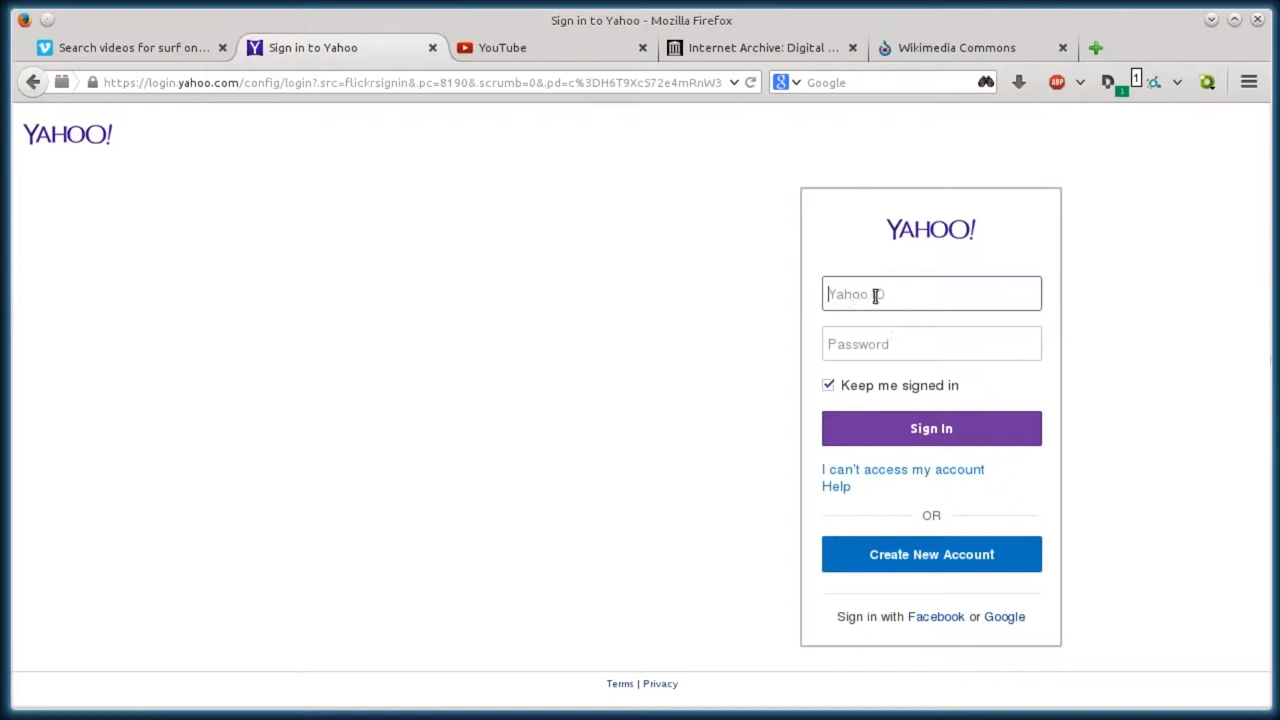 Sign in to Yahoo - Mozilla Firefox
Search videos for surf on...
Sign in to Yahoo
YouTube
Internet Archive: Digital ...
Wikimedia Commons
https://login.yahoo.com/config/login?.src=flickrsignin&.pc=8190&.scrumb=0&.pd=c%3DH6T9XcS72e4mRnW3
Google
ABP
D
1
1
YAHOO!
YAHOO!
Yahoo ID
Password
Keep me signed in
Sign In
I can't access my account
Help
OR
Create New Account
Sign in with Facebook or Google
Terms | Privacy